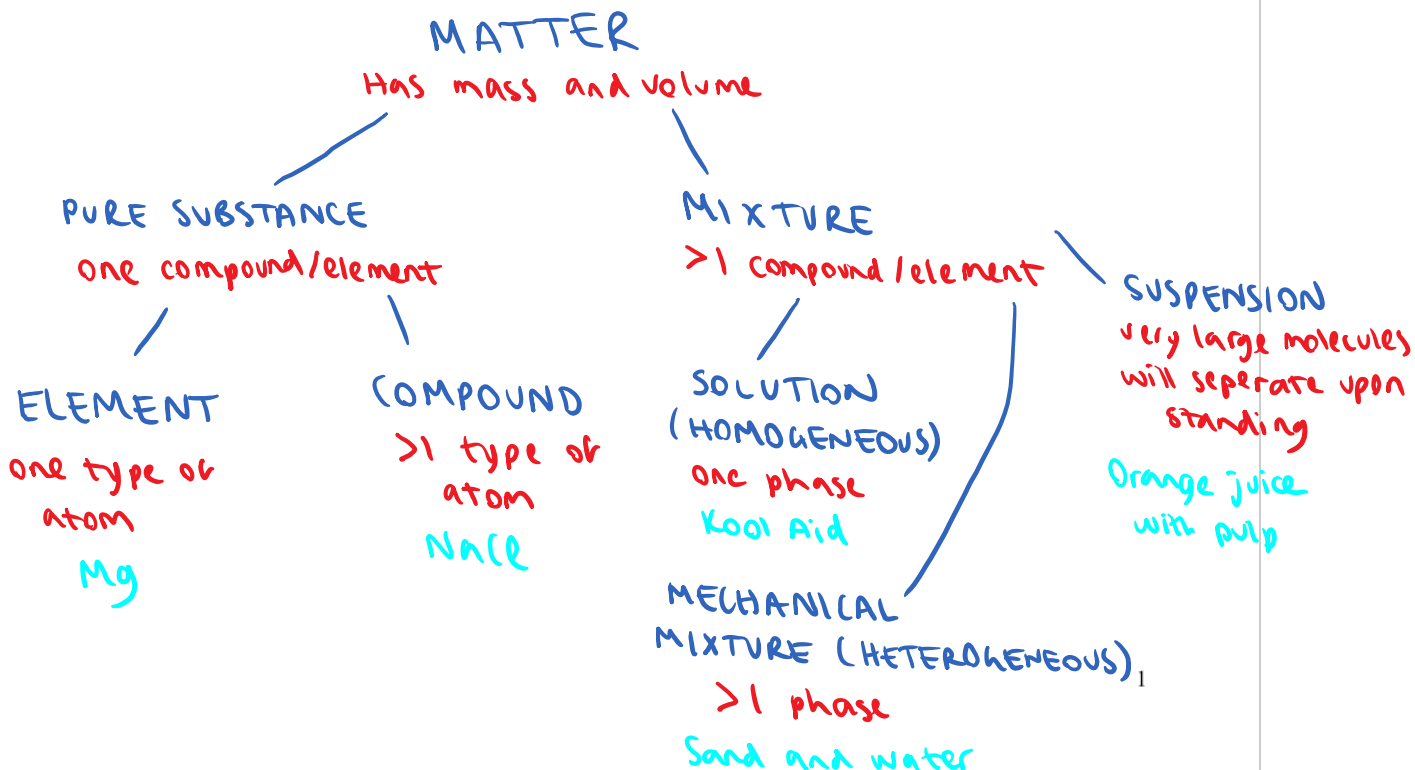 MATTER
Has mass and volume
PURE SUBSTANCE
one compound/element
MIXTURE
>1 compound/element
SUSPENSION
very large molecules
will seperate upon
standing
Orange juice
with pulp
ELEMENT
one type of
atom
Mg
COMPOUND
>1 type of
atom
NaCl
SOLUTION
(HOMOGENEOUS)
one phase
Kool Aid
MECHANICAL
MIXTURE (HETEROGENEOUS)
>1 phase
Sand and water
1